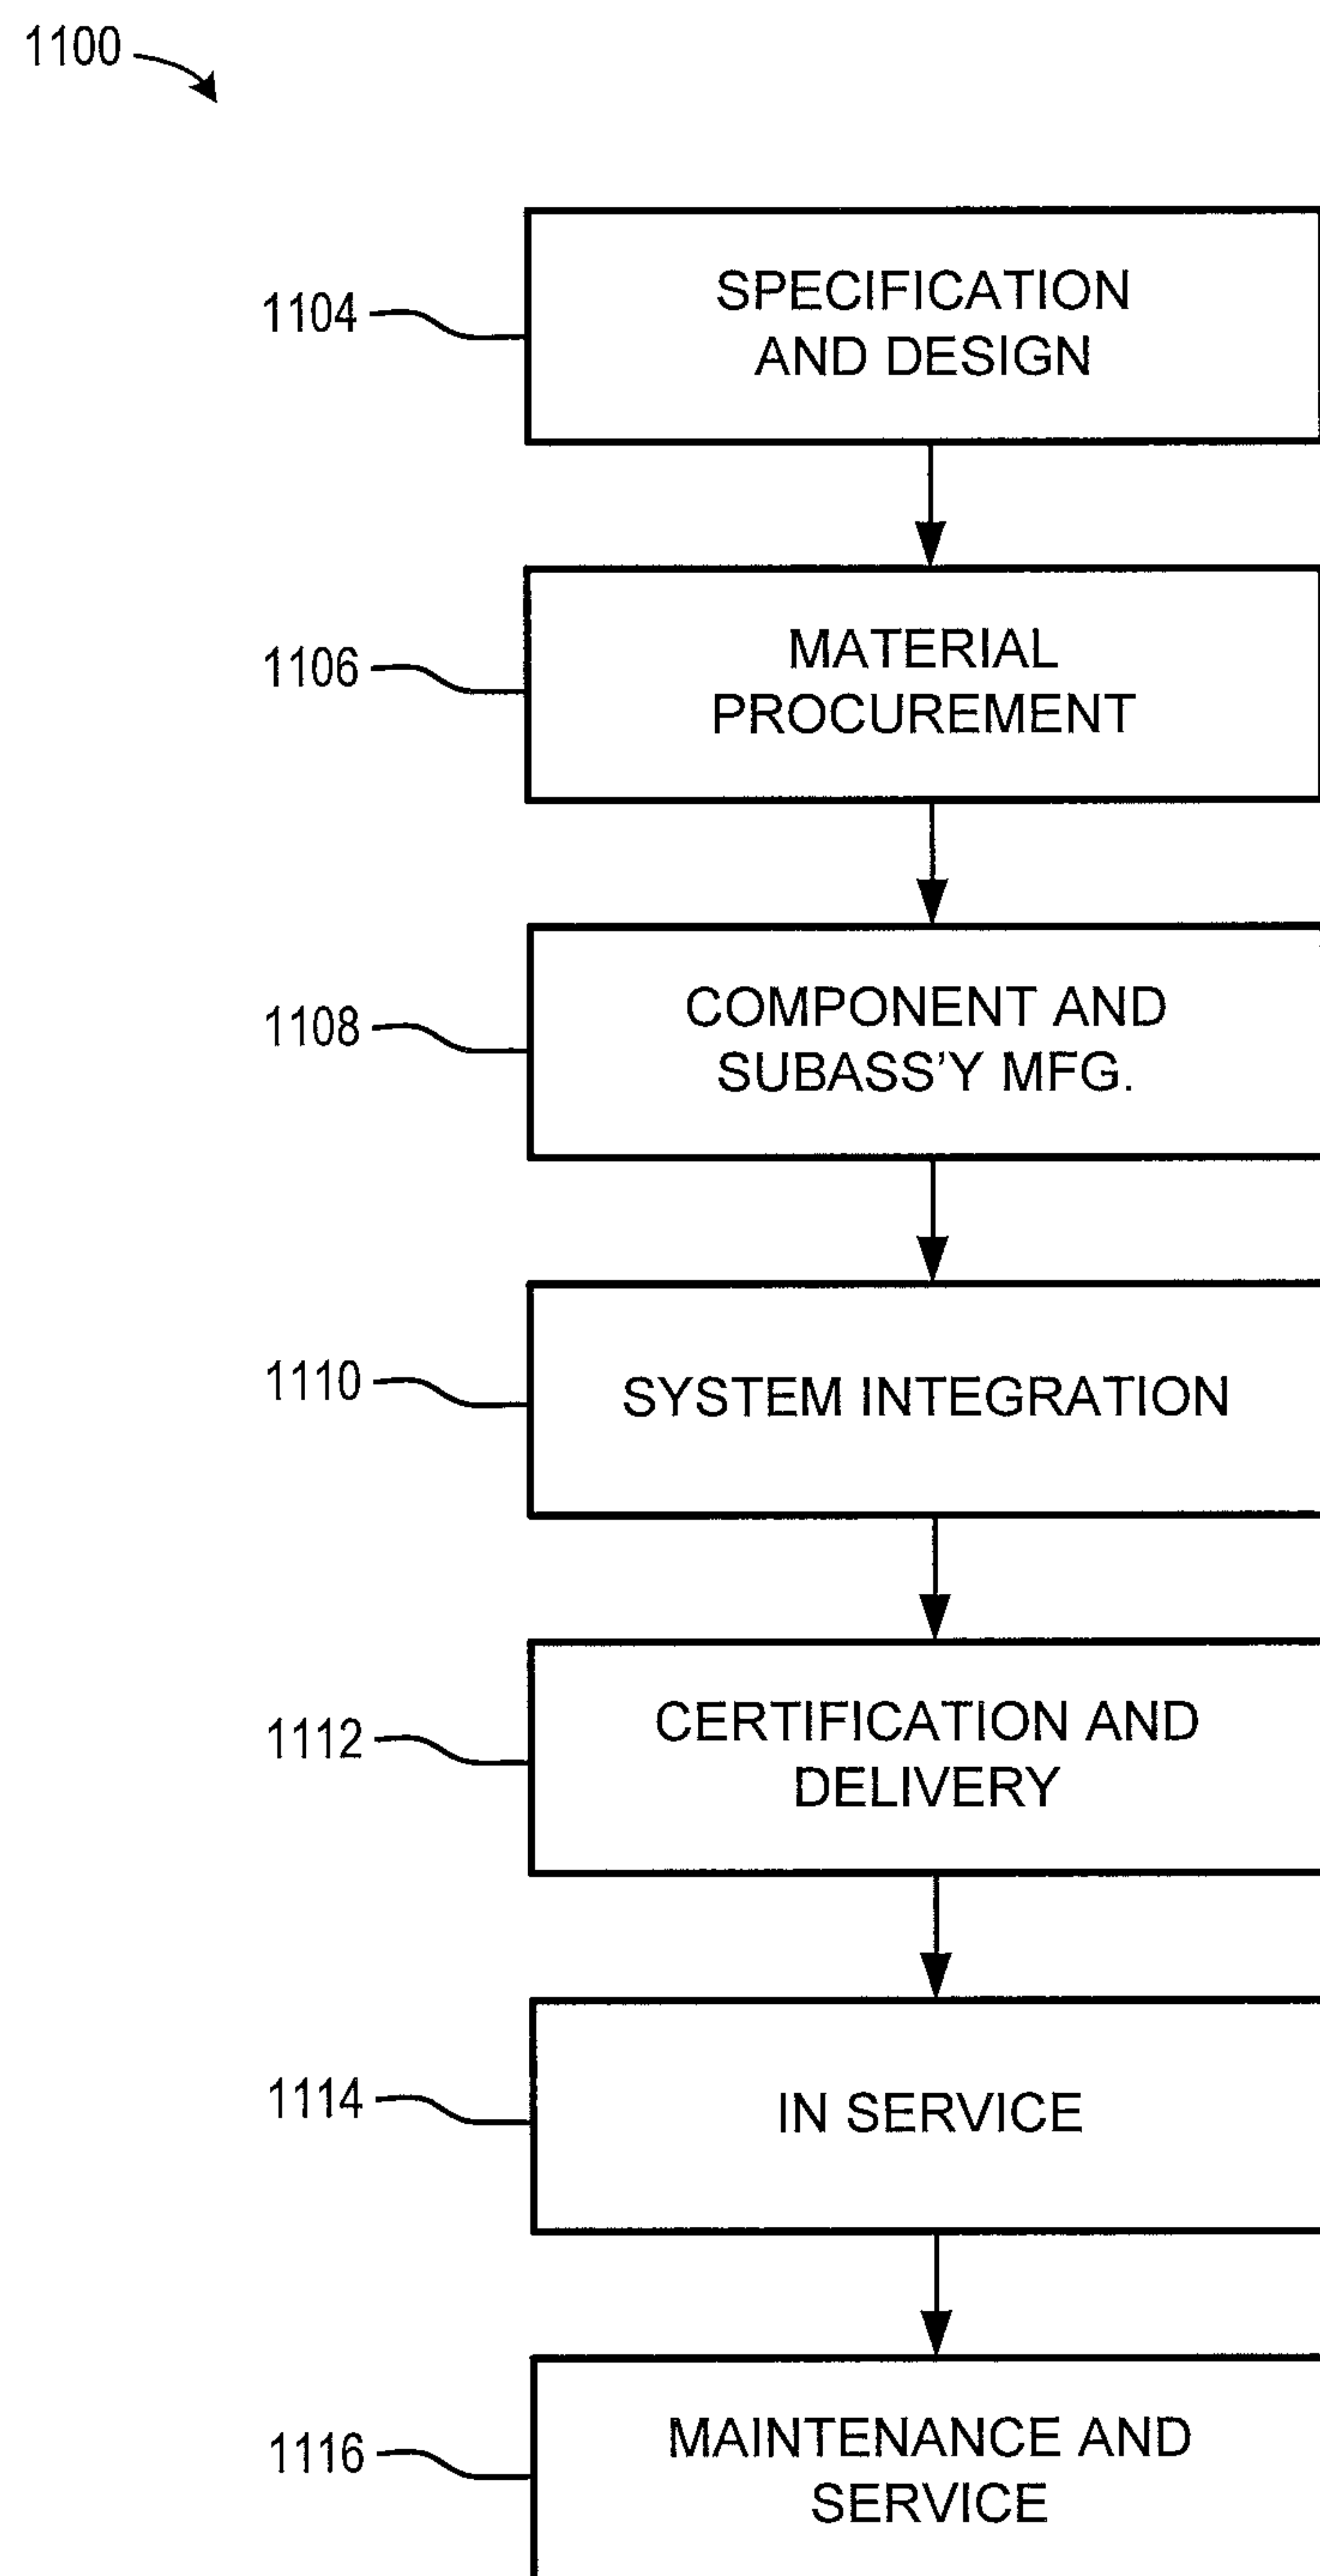 1100
1104
SPECIFICATION
AND DESIGN
1106
MATERIAL
PROCUREMENT
1108
COMPONENT AND
SUBASS'Y MFG.
1110
SYSTEM INTEGRATION
1112
CERTIFICATION AND
DELIVERY
1114
IN SERVICE
1116
MAINTENANCE AND
SERVICE